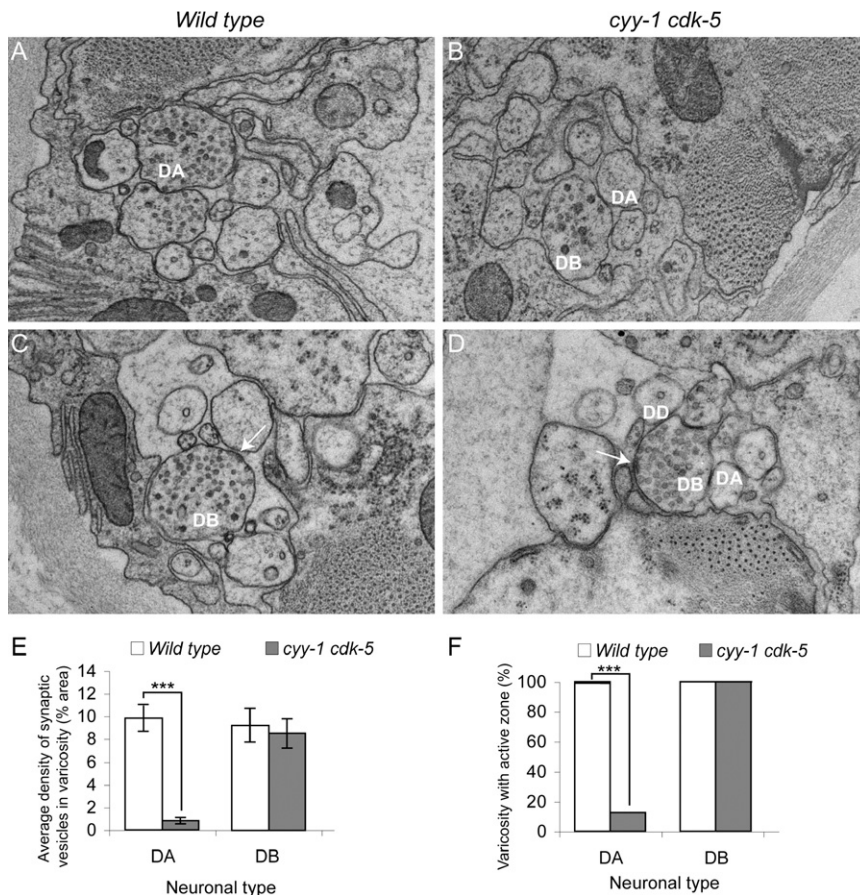 Wild type cyy-1 cdk-5
A B
DA
DA
DB
C D
DD
DB
DB
DA
E
Wild type cyy-1 cdk-5
Average density of synaptic
vesicles in varicosity (% area)
14
12
10
8
6
4
2
0
***
DA DB
Neuronal type
F
Wild type cyy-1 cdk-5
Varicosity with active zone (%)
100
80
60
40
20
0
***
DA DB
Neuronal type